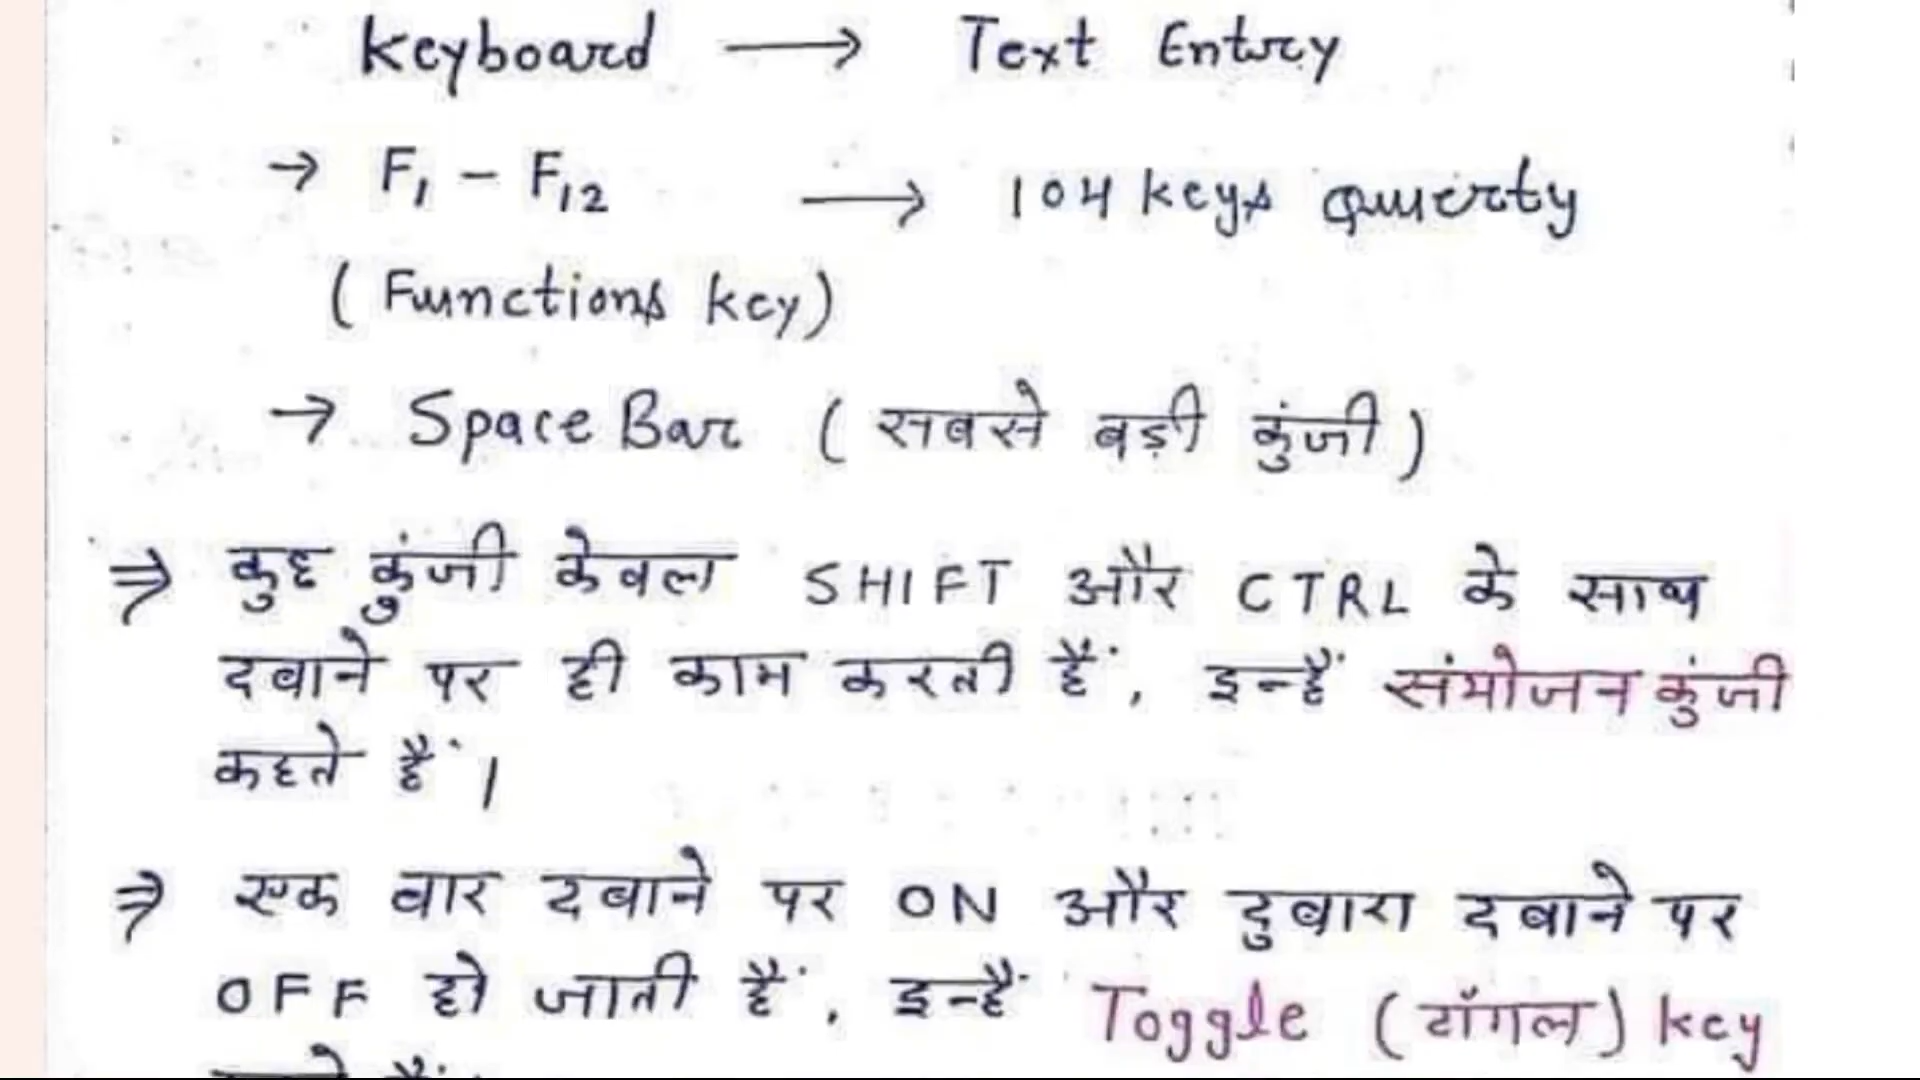 Keyboard → Text Entry
→ F1 - F12 → 104 keys Qwerty
( Functions key)
→ Space Bar ( सबसे बड़ी कुंजी )
⇒ कुछ कुंजी केवल SHIFT और CTRL के साथ
दबाने पर ही काम करती हैं, इन्हें संयोजन कुंजी
कहते हैं।
⇒ एक बार दबाने पर ON और दुबारा दबाने पर
OFF हो जाती हैं, इन्हें Toggle (टॉगल) key